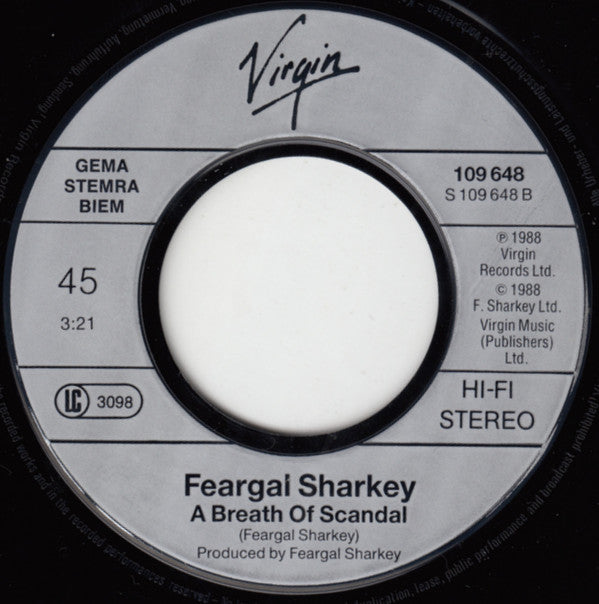 Virgin
GEMA
STEMRA
BIEM
109 648
S 109 648 B
45
3:21
℗ 1988
Virgin
Records Ltd.
© 1988
F. Sharkey Ltd.
Virgin Music
(Publishers)
Ltd.
LC 3098
HI-FI
STEREO
Feargal Sharkey
A Breath Of Scandal
(Feargal Sharkey)
Produced by Feargal Sharkey